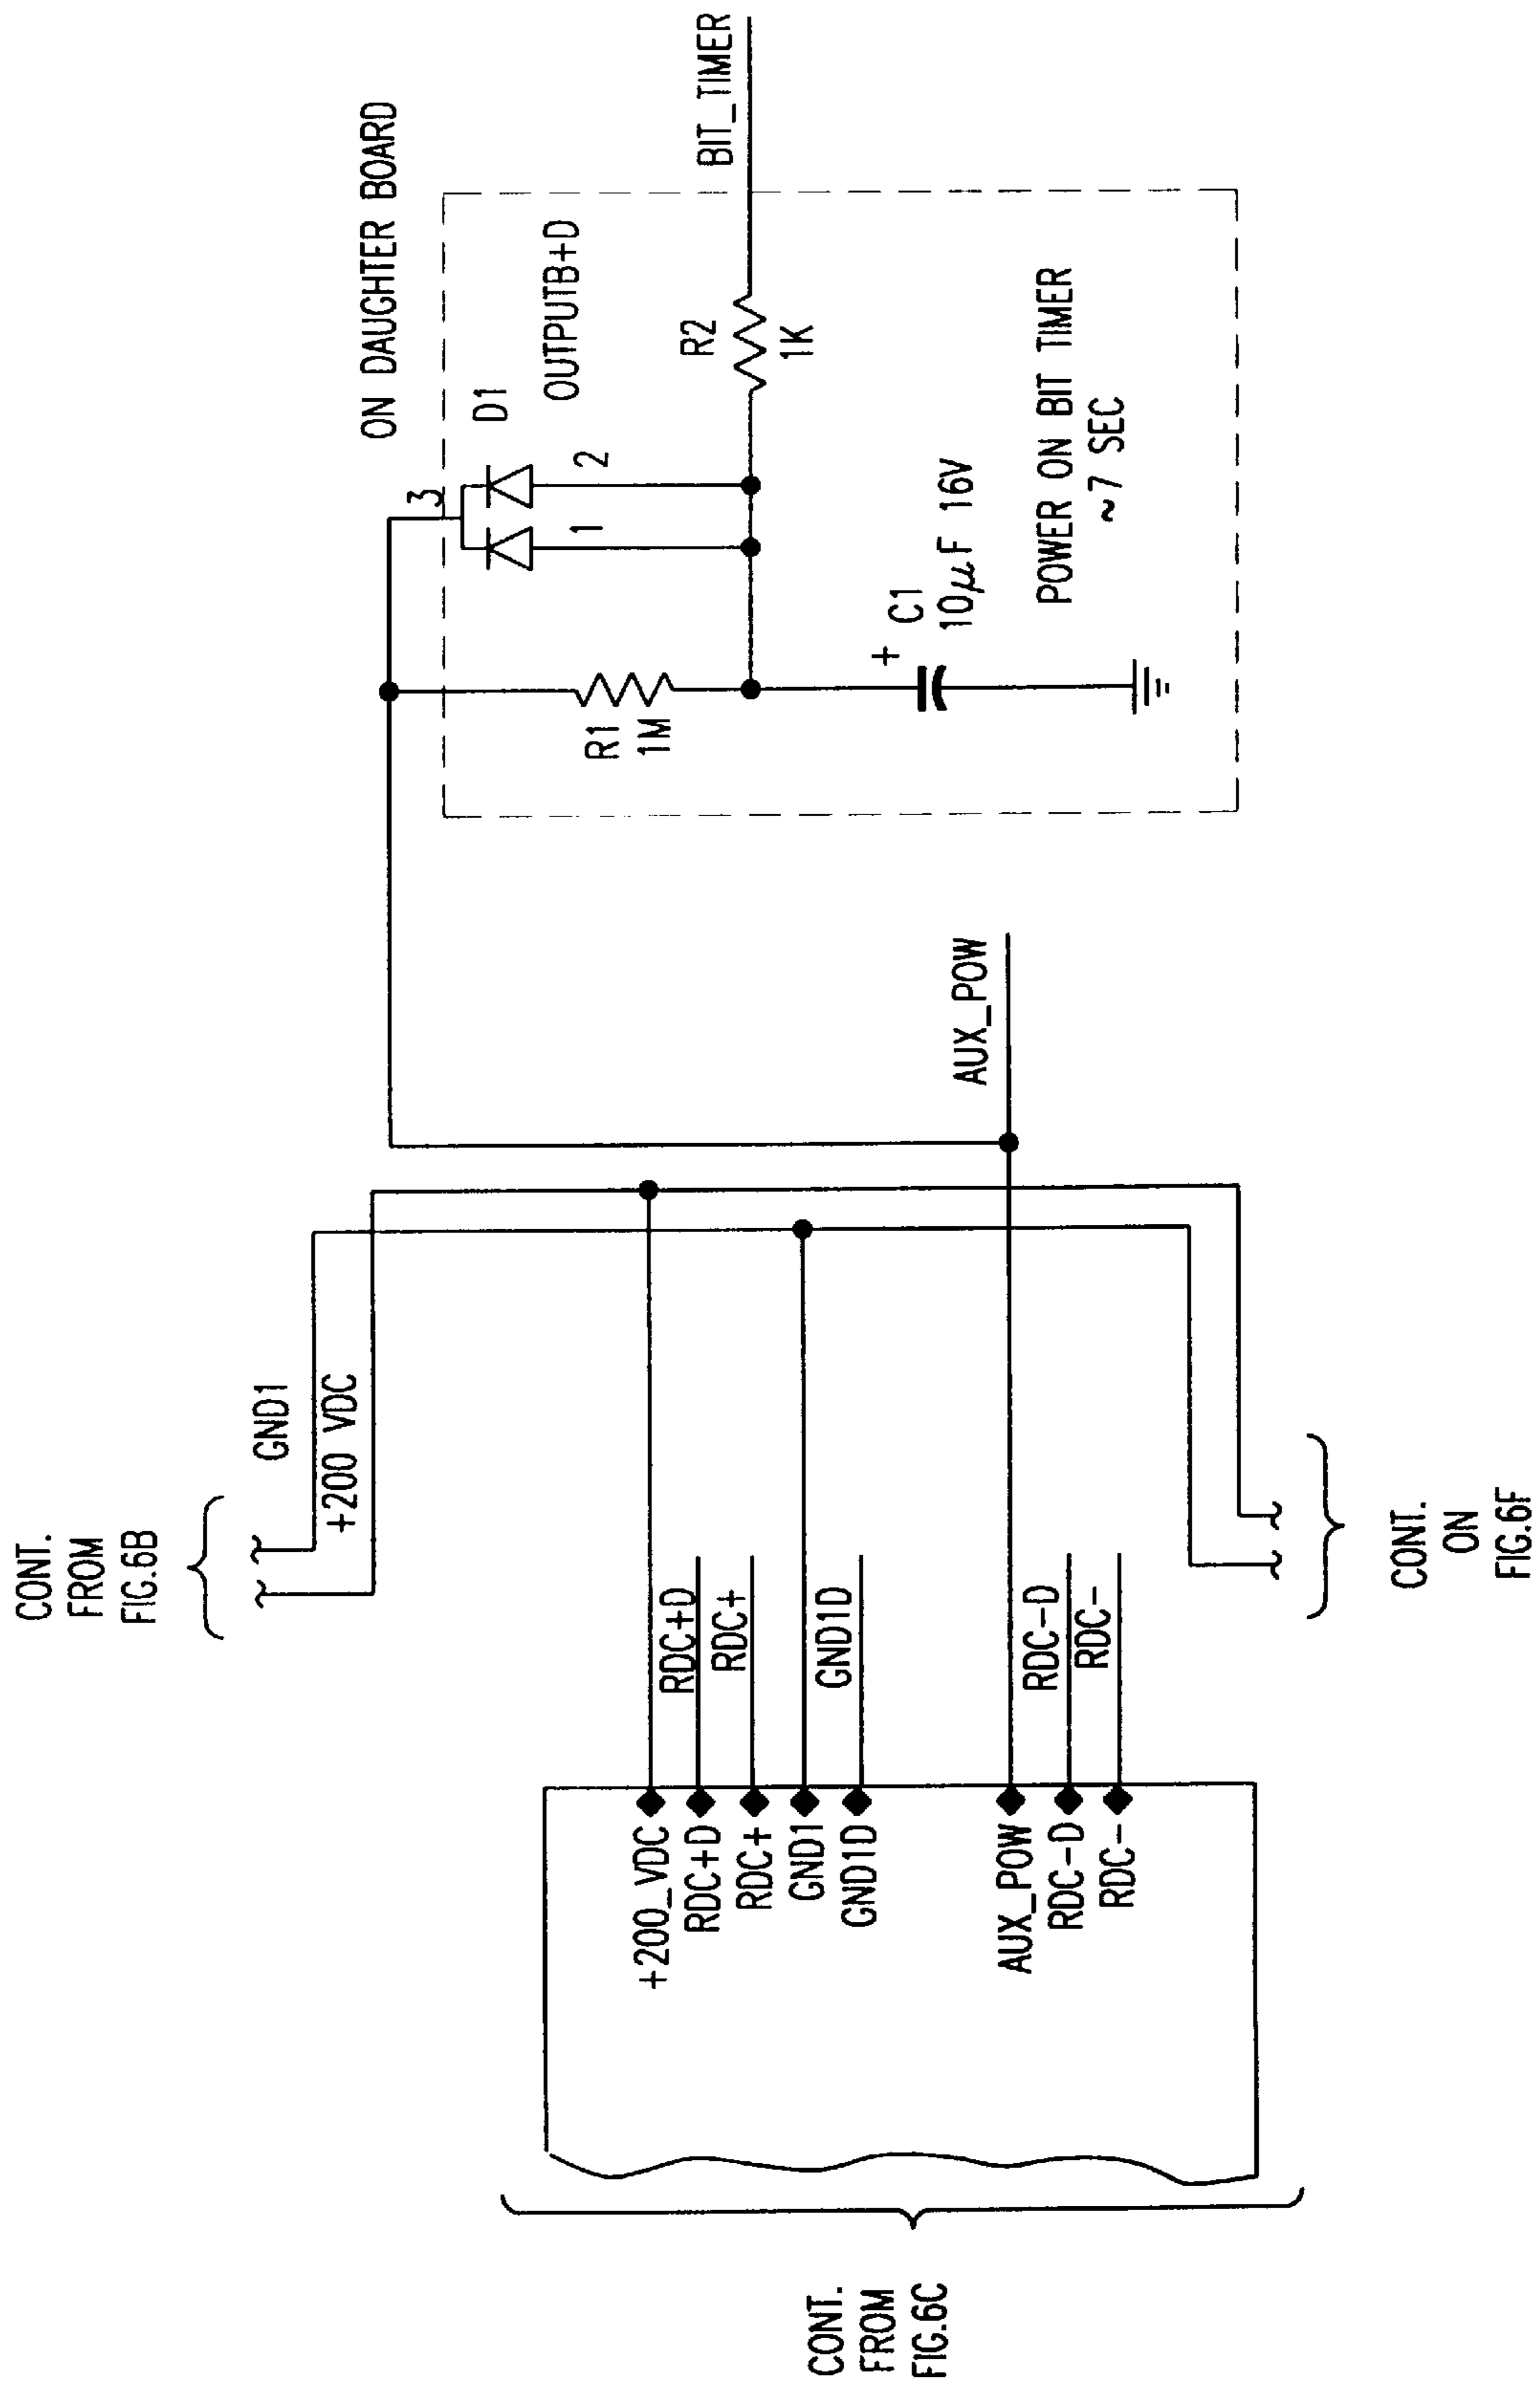 CONT.
FROM
FIG.6B
GND1
+200 VDC
ON DAUGHTER BOARD
3
D1
1
2
OUTPUTB+D
R1
1M
R2
1K
BIT_TIMER
+
C1
10µF 16V
POWER ON BIT TIMER
~7 SEC
AUX_POW
RDC+D
RDC+
GND1D
RDC-D
RDC-
+200_VDC
RDC+D
RDC+
GND1
GND1D
AUX_POW
RDC-D
RDC-
CONT.
FROM
FIG.6C
CONT.
ON
FIG.6F